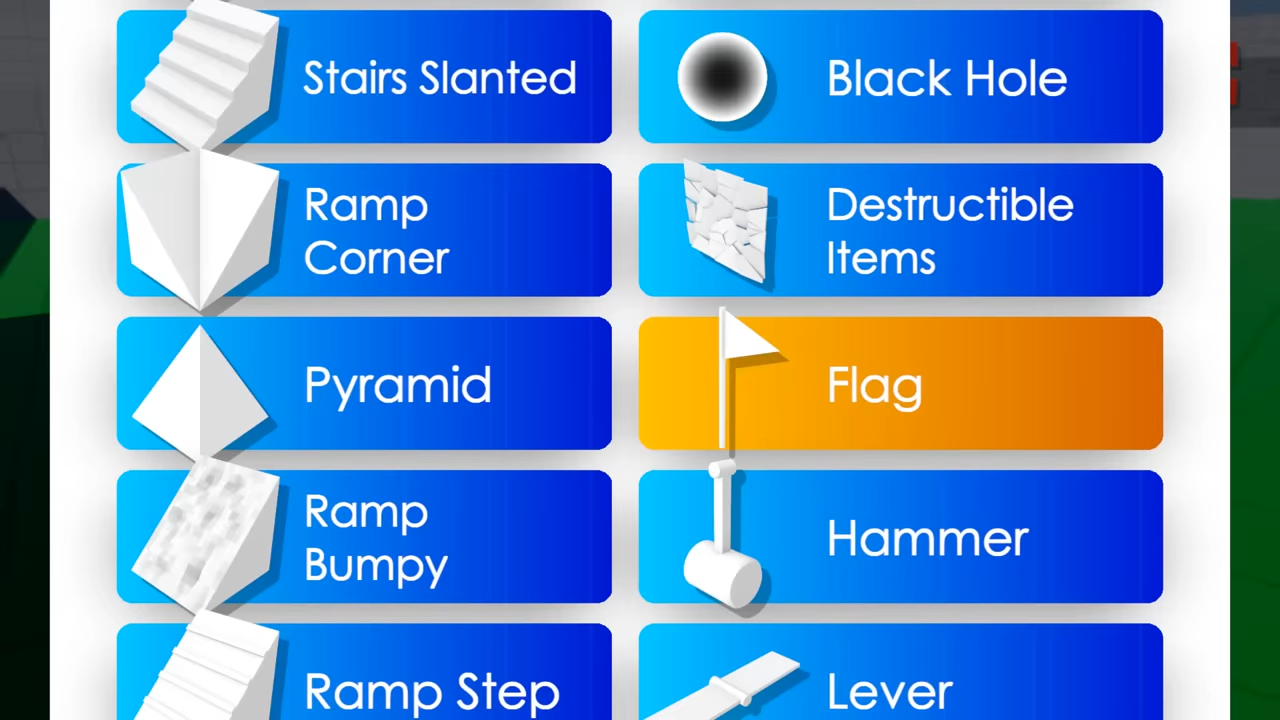 Stairs Slanted
Black Hole
Ramp
Corner
Destructible
Items
Pyramid
Flag
Ramp
Bumpy
Hammer
Ramp Step
Lever